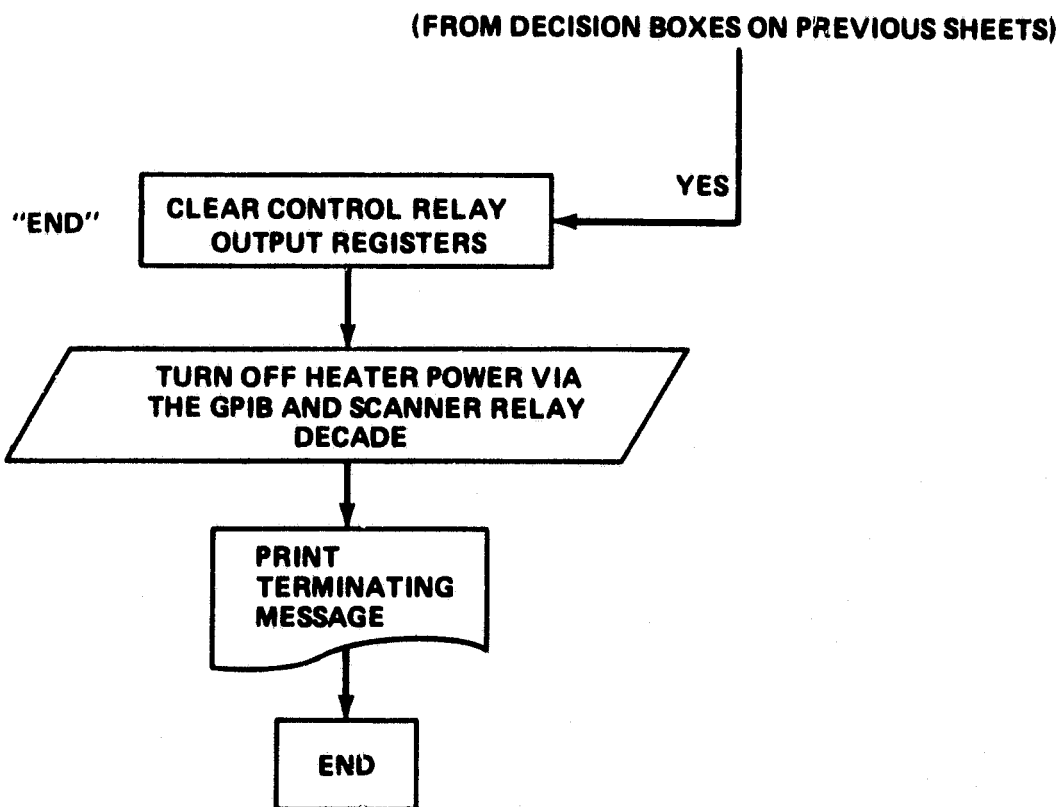 (FROM DECISION BOXES ON PREVIOUS SHEETS)
YES
"END"
CLEAR CONTROL RELAY
OUTPUT REGISTERS
TURN OFF HEATER POWER VIA
THE GPIB AND SCANNER RELAY
DECADE
PRINT
TERMINATING
MESSAGE
END